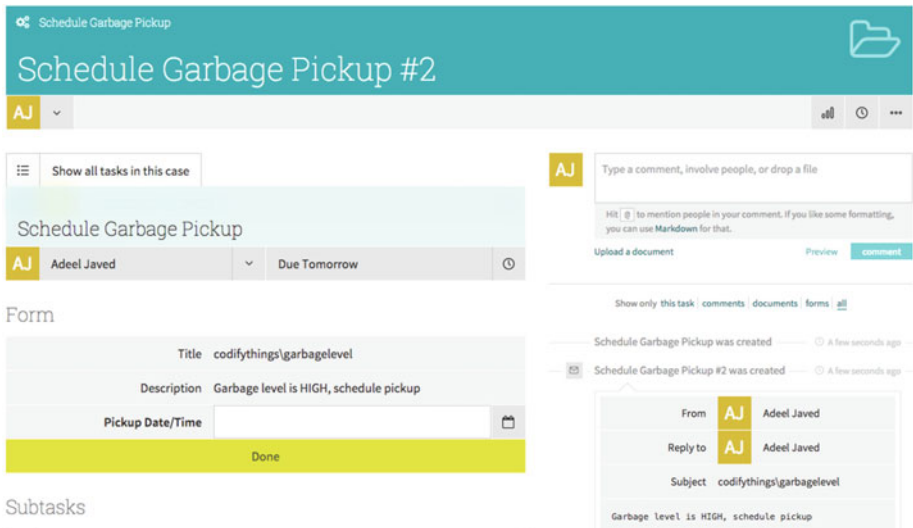 Schedule Garbage Pickup
Schedule Garbage Pickup #2
AJ
Show all tasks in this case
Schedule Garbage Pickup
AJ Adeel Javed Due Tomorrow
Form
Title codifythings\garbagelevel
Description Garbage level is HIGH, schedule pickup
Pickup Date/Time
Done
Subtasks
AJ Type a comment, involve people, or drop a file
Hit @ to mention people in your comment. If you like some formatting,
you can use Markdown for that.
Upload a document Preview comment
Show only this task comments documents forms all
Schedule Garbage Pickup was created A few seconds ago
Schedule Garbage Pickup #2 was created A few seconds ago
From AJ Adeel Javed
Reply to AJ Adeel Javed
Subject codifythings\garbagelevel
Garbage level is HIGH, schedule pickup